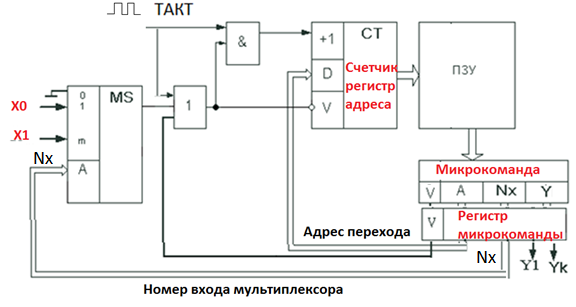 ТАКТ
&
+1
CT
ПЗУ
D
Счетчик
регистр
адреса
0
MS
X0
1
1
V
X1
m
Nx
A
Микрокоманда
V
A
Nx
Y
V
Регистр
микрокоманды
Адрес перехода
Nx
Y1
Yk
Номер входа мультиплексора